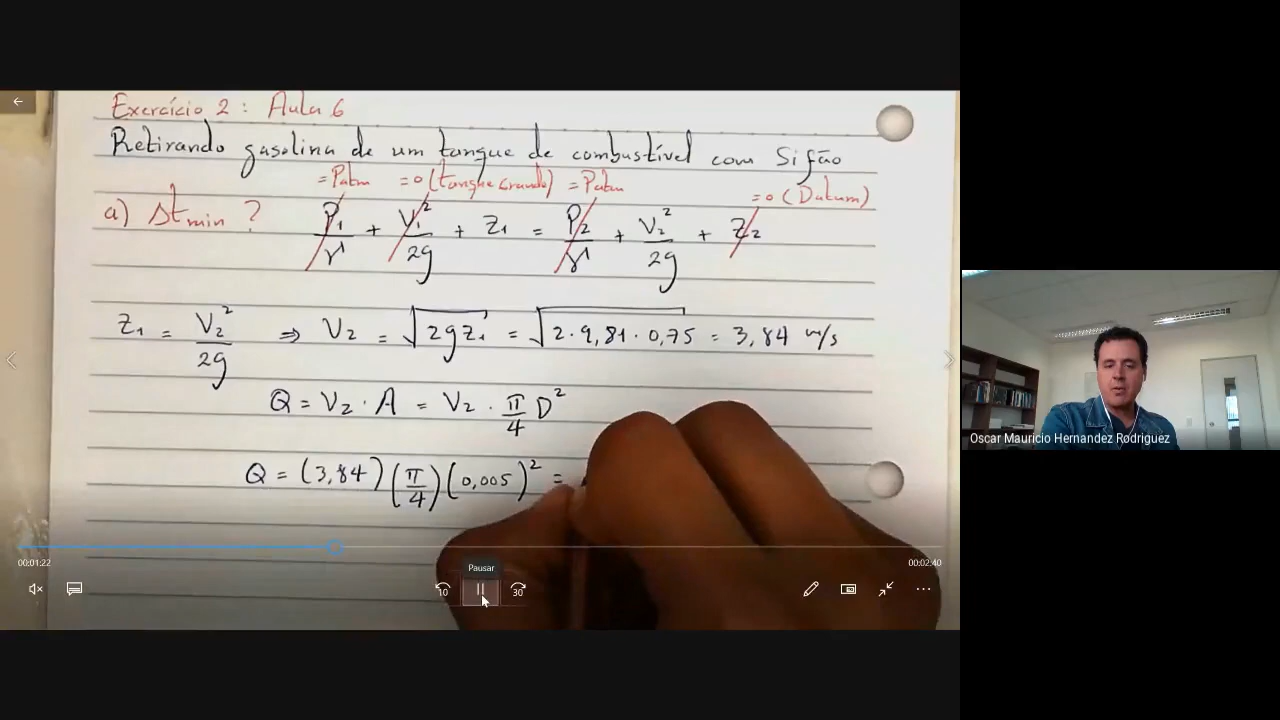 Exercício 2: Aula 6
Retirando gasolina de um tanque de combustível com Sifão
=Patm =0 (tanque Grande) =Patm =0 (Datum)
a) Δt min ? P1/γ + V1²/2g + Z1 = P2/γ + V2²/2g + Z2
Z1 = V2²/2g ⇒ V2 = √2gZ1 = √2·9,81·0,75 = 3,84 m/s
Q = V2 · A = V2 · π/4 D²
Q = (3,84)(π/4)(0,005)² =
00:01:22
Pausar
00:02:40
10
30
Oscar Mauricio Hernandez Rodriguez